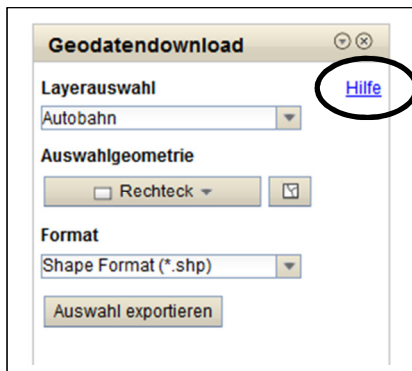 Geodatendownload
Layerauswahl Hilfe
Autobahn
Auswahlgeometrie
Rechteck
Format
Shape Format (*.shp)
Auswahl exportieren